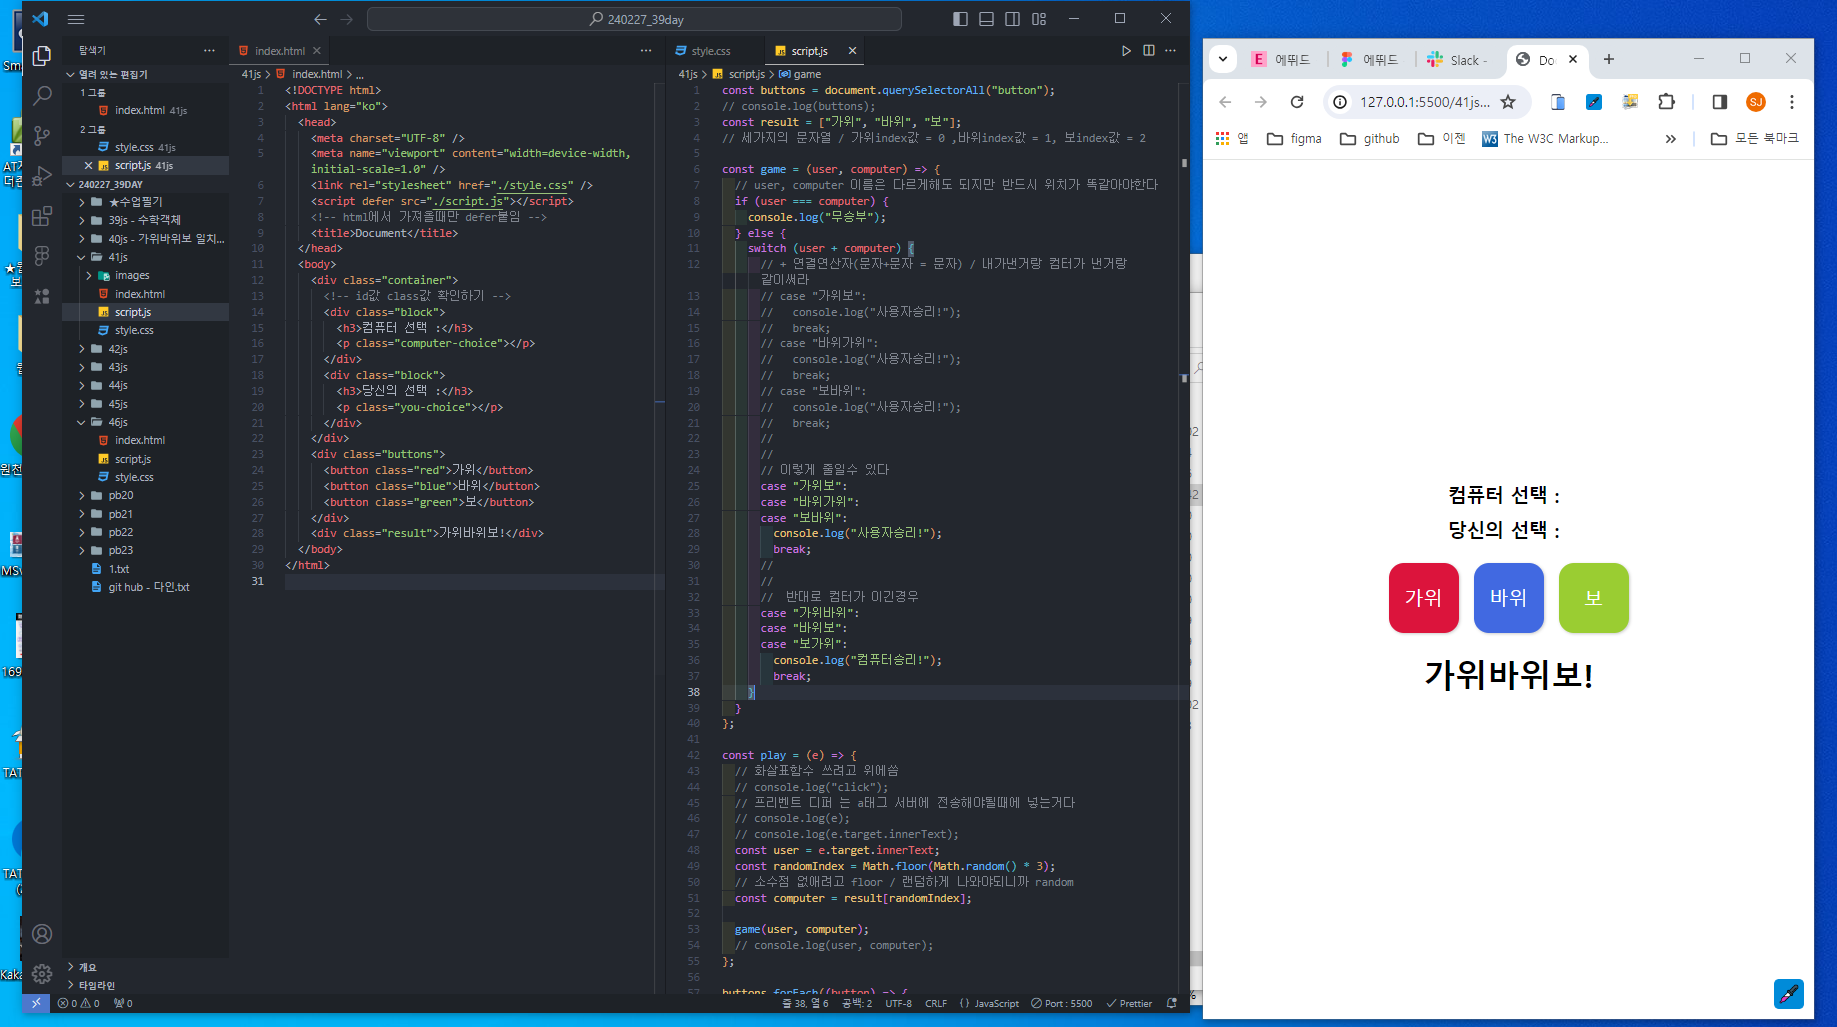 240227_39day
탐색기
열려 있는 편집기
1 그룹
index.html 41js
2 그룹
style.css 41js
script.js 41js
240227_39DAY
★수업필기
39js - 수학객체
40js - 가위바위보 일치...
41js
images
index.html
script.js
style.css
42js
43js
44js
45js
46js
index.html
script.js
style.css
pb20
pb21
pb22
pb23
1.txt
git hub - 다인.txt
개요
타임라인
index.html
41js > index.html > ...
1 <!DOCTYPE html>
2 <html lang="ko">
3 <head>
4 <meta charset="UTF-8" />
5 <meta name="viewport" content="width=device-width,
initial-scale=1.0" />
6 <link rel="stylesheet" href="./style.css" />
7 <script defer src="./script.js"></script>
8 <!-- html에서 가져올때만 defer붙임 -->
9 <title>Document</title>
10 </head>
11 <body>
12 <div class="container">
13 <!-- id값 class값 확인하기 -->
14 <div class="block">
15 <h3>컴퓨터 선택 :</h3>
16 <p class="computer-choice"></p>
17 </div>
18 <div class="block">
19 <h3>당신의 선택 :</h3>
20 <p class="you-choice"></p>
21 </div>
22 </div>
23 <div class="buttons">
24 <button class="red">가위</button>
25 <button class="blue">바위</button>
26 <button class="green">보</button>
27 </div>
28 <div class="result">가위바위보!</div>
29 </body>
30 </html>
31
style.css
script.js
41js > script.js > game
1 const buttons = document.querySelectorAll("button");
2 // console.log(buttons);
3 const result = ["가위", "바위", "보"];
4 // 세가지의 문자열 / 가위index값 = 0 ,바위index값 = 1, 보index값 = 2
5
6 const game = (user, computer) => {
7 // user, computer 이름은 다르게해도 되지만 반드시 위치가 똑같아야한다
8 if (user === computer) {
9 console.log("무승부");
10 } else {
11 switch (user + computer) {
12 // + 연결연산자(문자+문자 = 문자) / 내가낸거랑 컴터가 낸거랑
같이써라
13 // case "가위보":
14 // console.log("사용자승리!");
15 // break;
16 // case "바위가위":
17 // console.log("사용자승리!");
18 // break;
19 // case "보바위":
20 // console.log("사용자승리!");
21 // break;
22 //
23 //
24 // 이렇게 줄일수 있다
25 case "가위보":
26 case "바위가위":
27 case "보바위":
28 console.log("사용자승리!");
29 break;
30 //
31 //
32 // 반대로 컴터가 이긴경우
33 case "가위바위":
34 case "바위보":
35 case "보가위":
36 console.log("컴퓨터승리!");
37 break;
38 }
39 }
40 };
41
42 const play = (e) => {
43 // 화살표함수 쓰려고 위에씀
44 // console.log("click");
45 // 프리벤트 디퍼 는 a태그 서버에 전송해야될때에 넣는거다
46 // console.log(e);
47 // console.log(e.target.innerText);
48 const user = e.target.innerText;
49 const randomIndex = Math.floor(Math.random() * 3);
50 // 소수점 없애려고 floor / 랜덤하게 나와야되니까 random
51 const computer = result[randomIndex];
52
53 game(user, computer);
54 // console.log(user, computer);
55 };
56
57 buttons.forEach((button) => {
0 0 0
줄 38, 열 6 공백: 2 UTF-8 CRLF {} JavaScript Port : 5500 Prettier
에뛰드
에뛰드
Slack -
Do
127.0.0.1:5500/41js...
SJ
앱
figma
github
이젠
W3 The W3C Markup...
모든 북마크
컴퓨터 선택 :
당신의 선택 :
가위 바위 보
가위바위보!